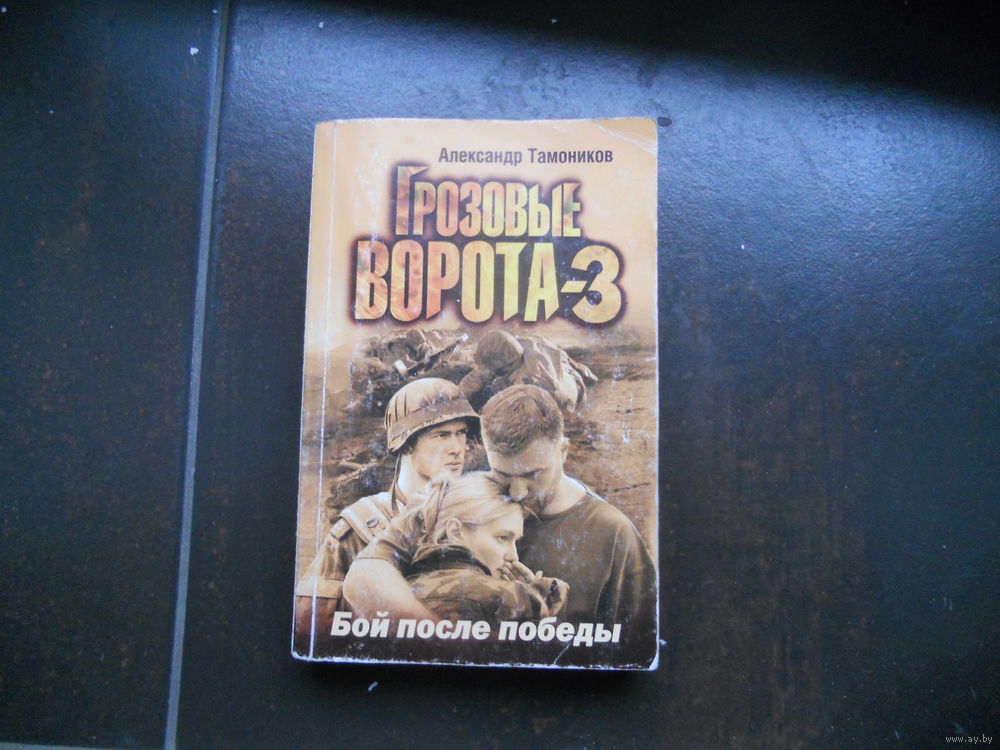 Александр Тамоников
ГРОЗОВЫЕ
ВОРОТА-3
Бой после победы
www.ay.by